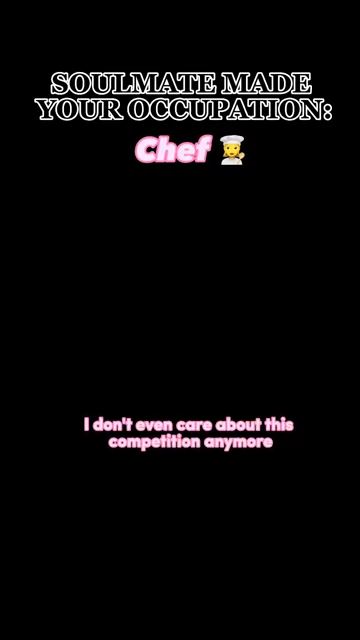 SOULMATE MADE
YOUR OCCUPATION:
Chef 👩‍🍳
I don't even care about this
competition anymore